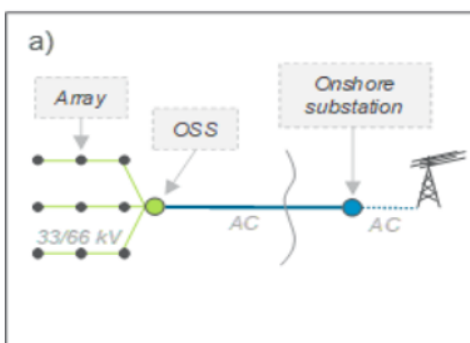 a)
Array
OSS
Onshore
substation
33/66 kV
AC
AC